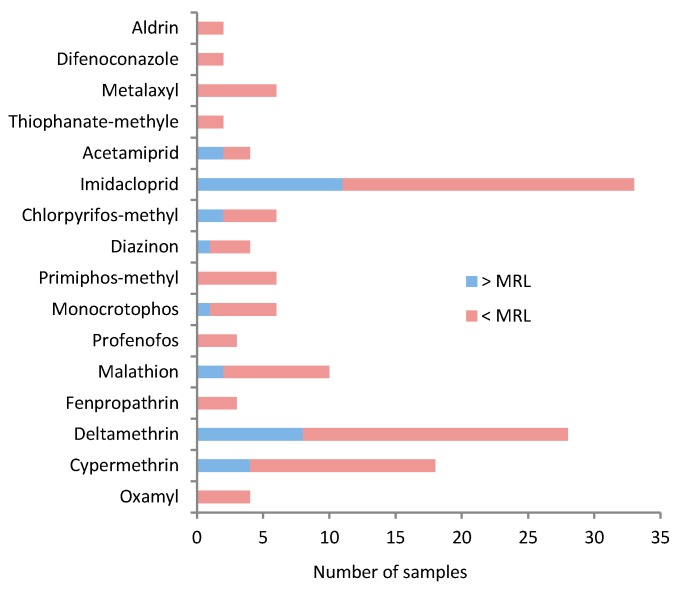 Aldrin
Difenoconazole
Metalaxyl
Thiophanate-methyle
Acetamiprid
Imidacloprid
Chlorpyrifos-methyl
Diazinon
Primiphos-methyl
Monocrotophos
Profenofos
Malathion
Fenpropathrin
Deltamethrin
Cypermethrin
Oxamyl
> MRL
< MRL
0 5 10 15 20 25 30 35
Number of samples